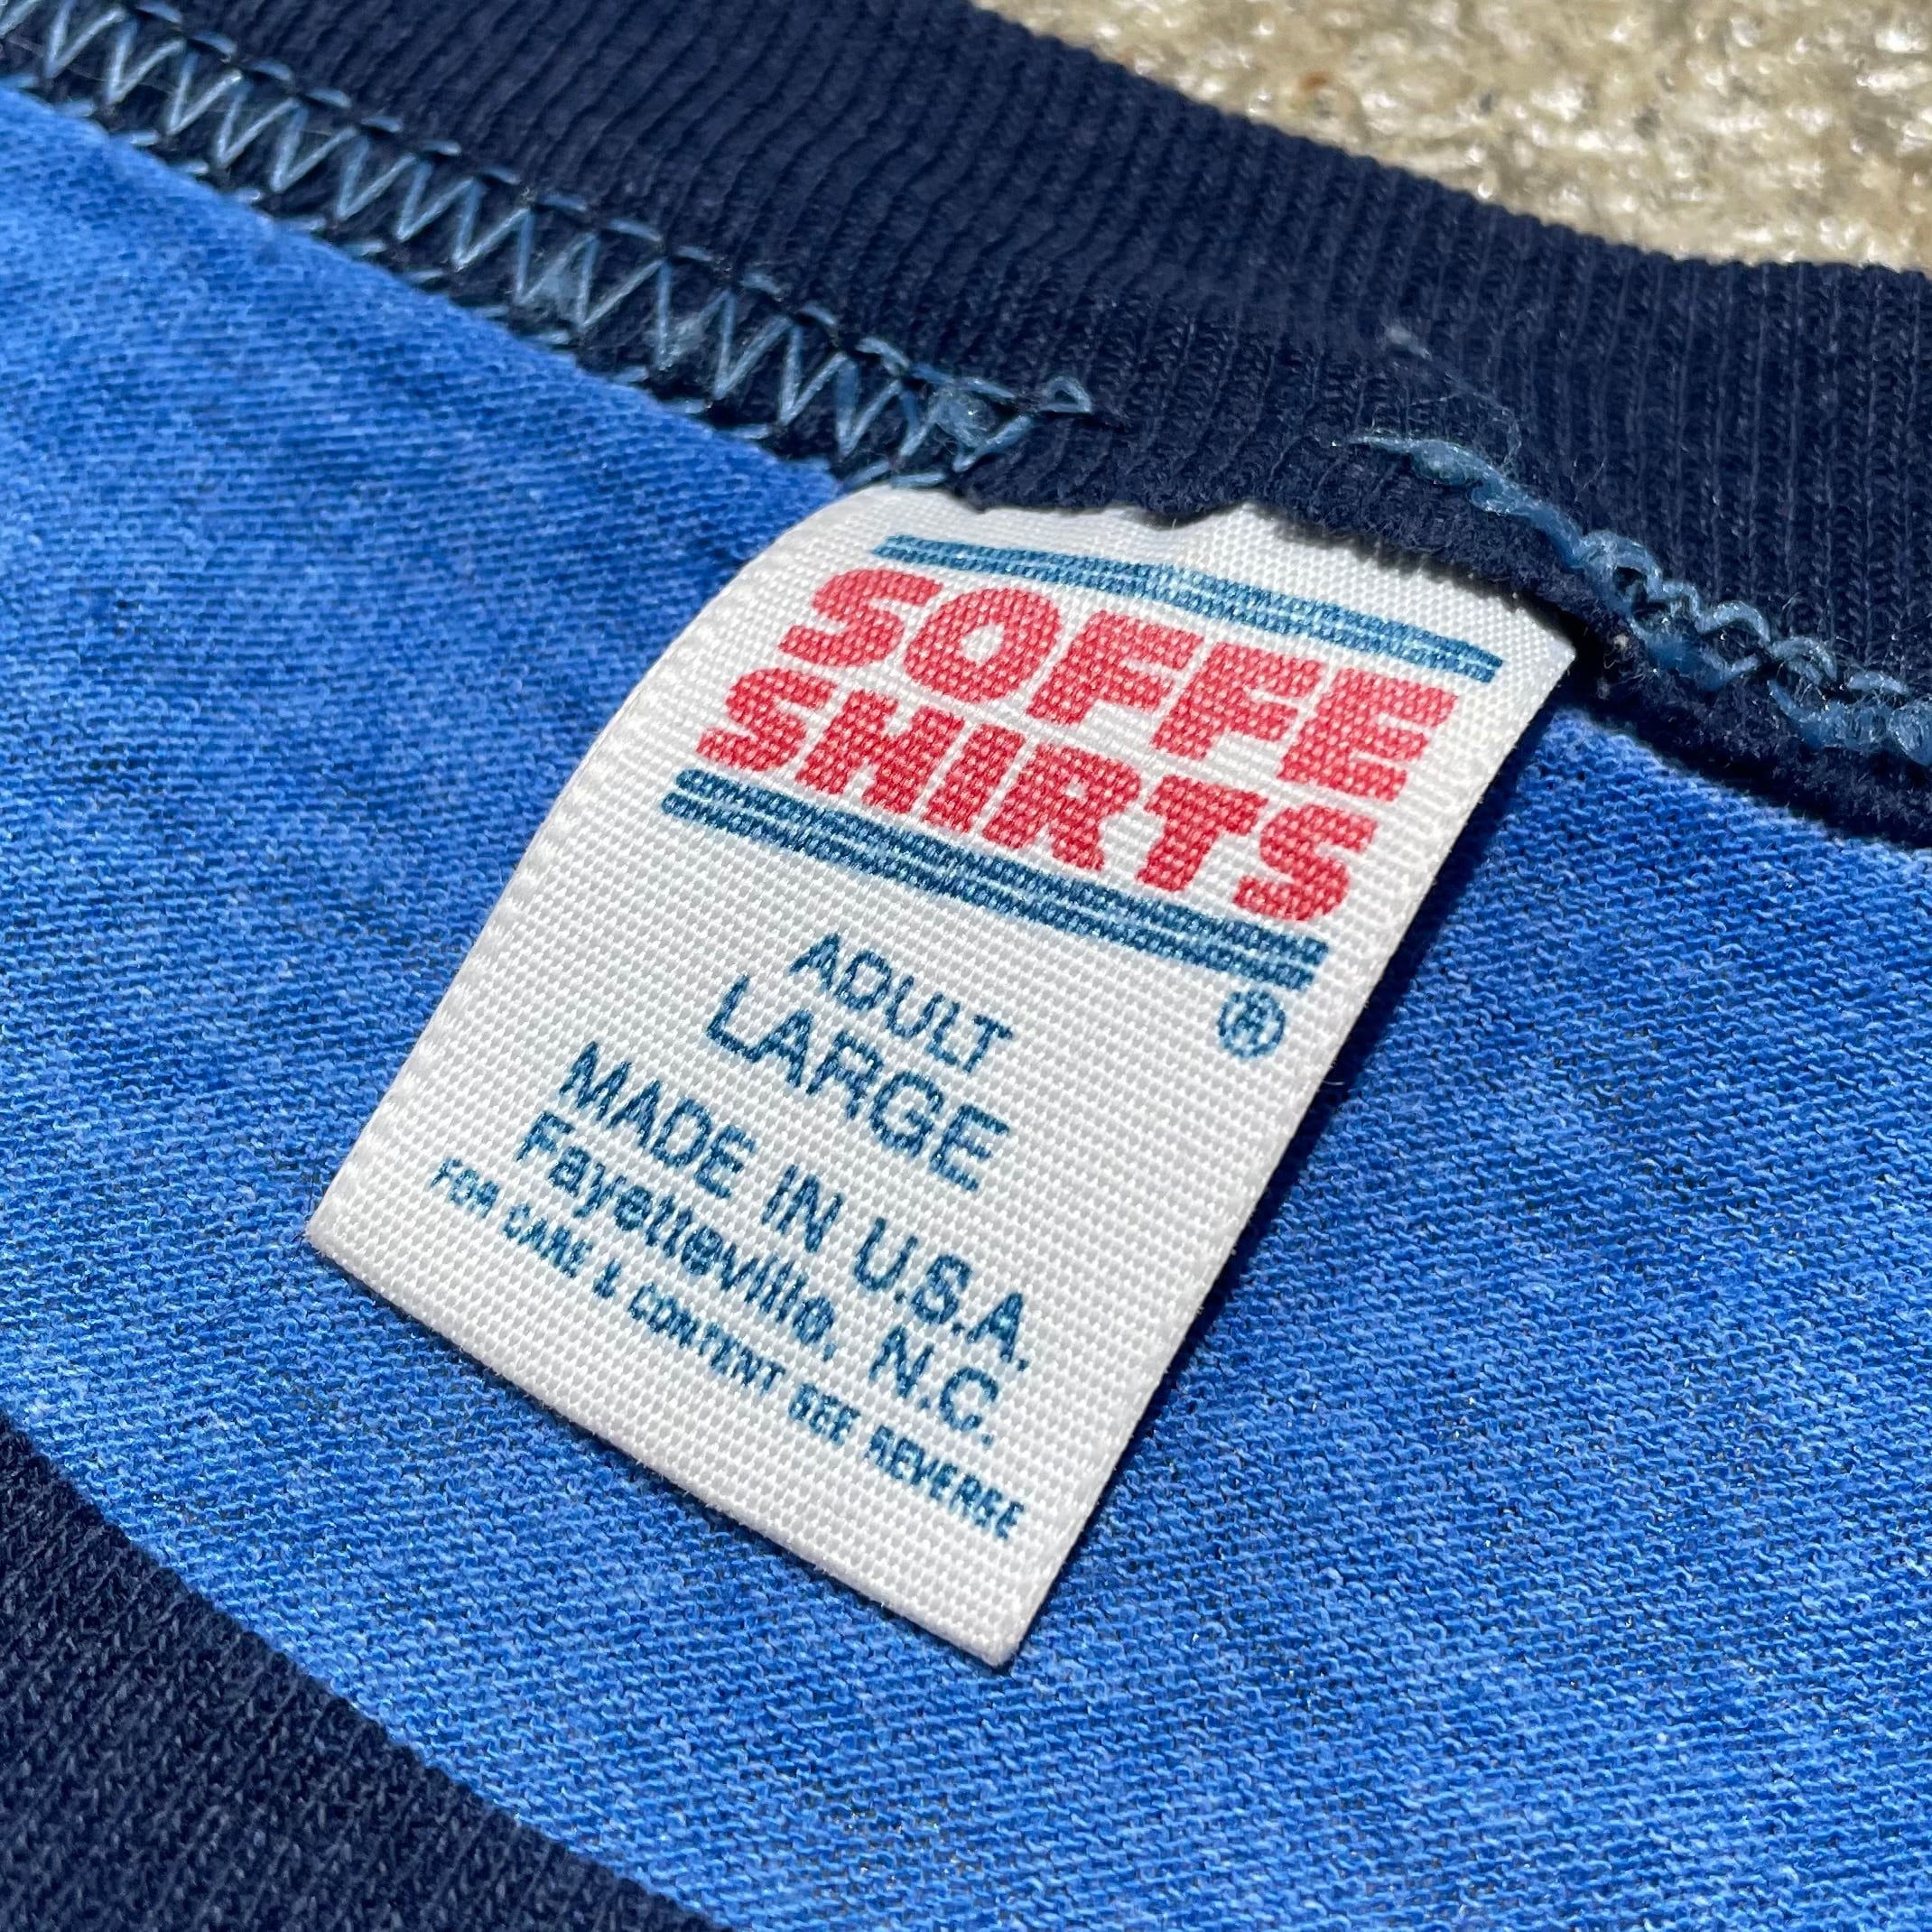 SOFFE
SHIRTS
®
ADULT
LARGE
MADE IN U.S.A.
Fayetteville, N.C.
FOR CARE & CONTENT SEE REVERSE